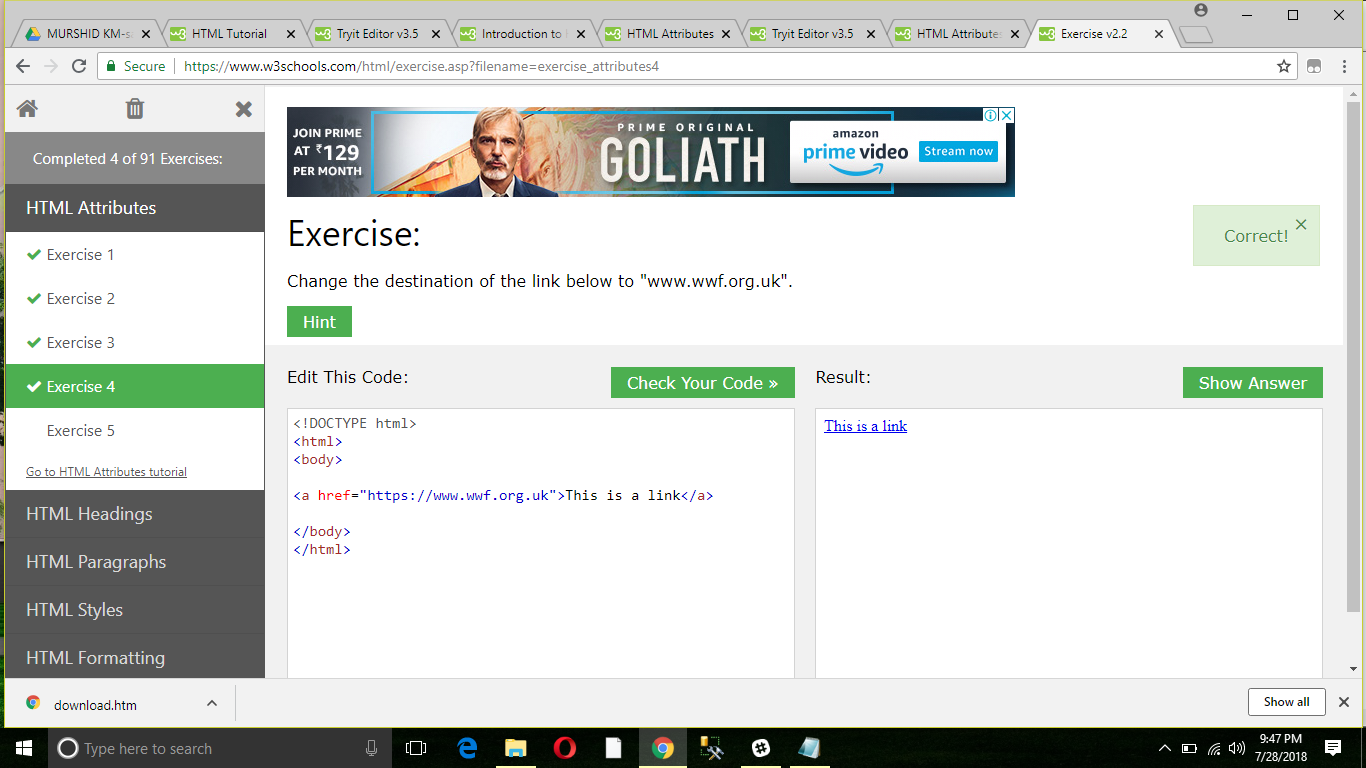 MURSHID KM-s
HTML Tutorial
Tryit Editor v3.5
Introduction to
HTML Attributes
Tryit Editor v3.5
HTML Attributes
Exercise v2.2
Secure
https://www.w3schools.com/html/exercise.asp?filename=exercise_attributes4
Completed 4 of 91 Exercises:
HTML Attributes
Exercise 1
Exercise 2
Exercise 3
Exercise 4
Exercise 5
Go to HTML Attributes tutorial
HTML Headings
HTML Paragraphs
HTML Styles
HTML Formatting
JOIN PRIME
AT ₹129
PER MONTH
PRIME ORIGINAL
GOLIATH
amazon
prime video
Stream now
Exercise:
Correct!
Change the destination of the link below to "www.wwf.org.uk".
Hint
Edit This Code:
Check Your Code »
Result:
Show Answer
<!DOCTYPE html>
<html>
<body>
<a href="https://www.wwf.org.uk">This is a link</a>
</body>
</html>
This is a link
download.htm
Show all
Type here to search
9:47 PM
7/28/2018